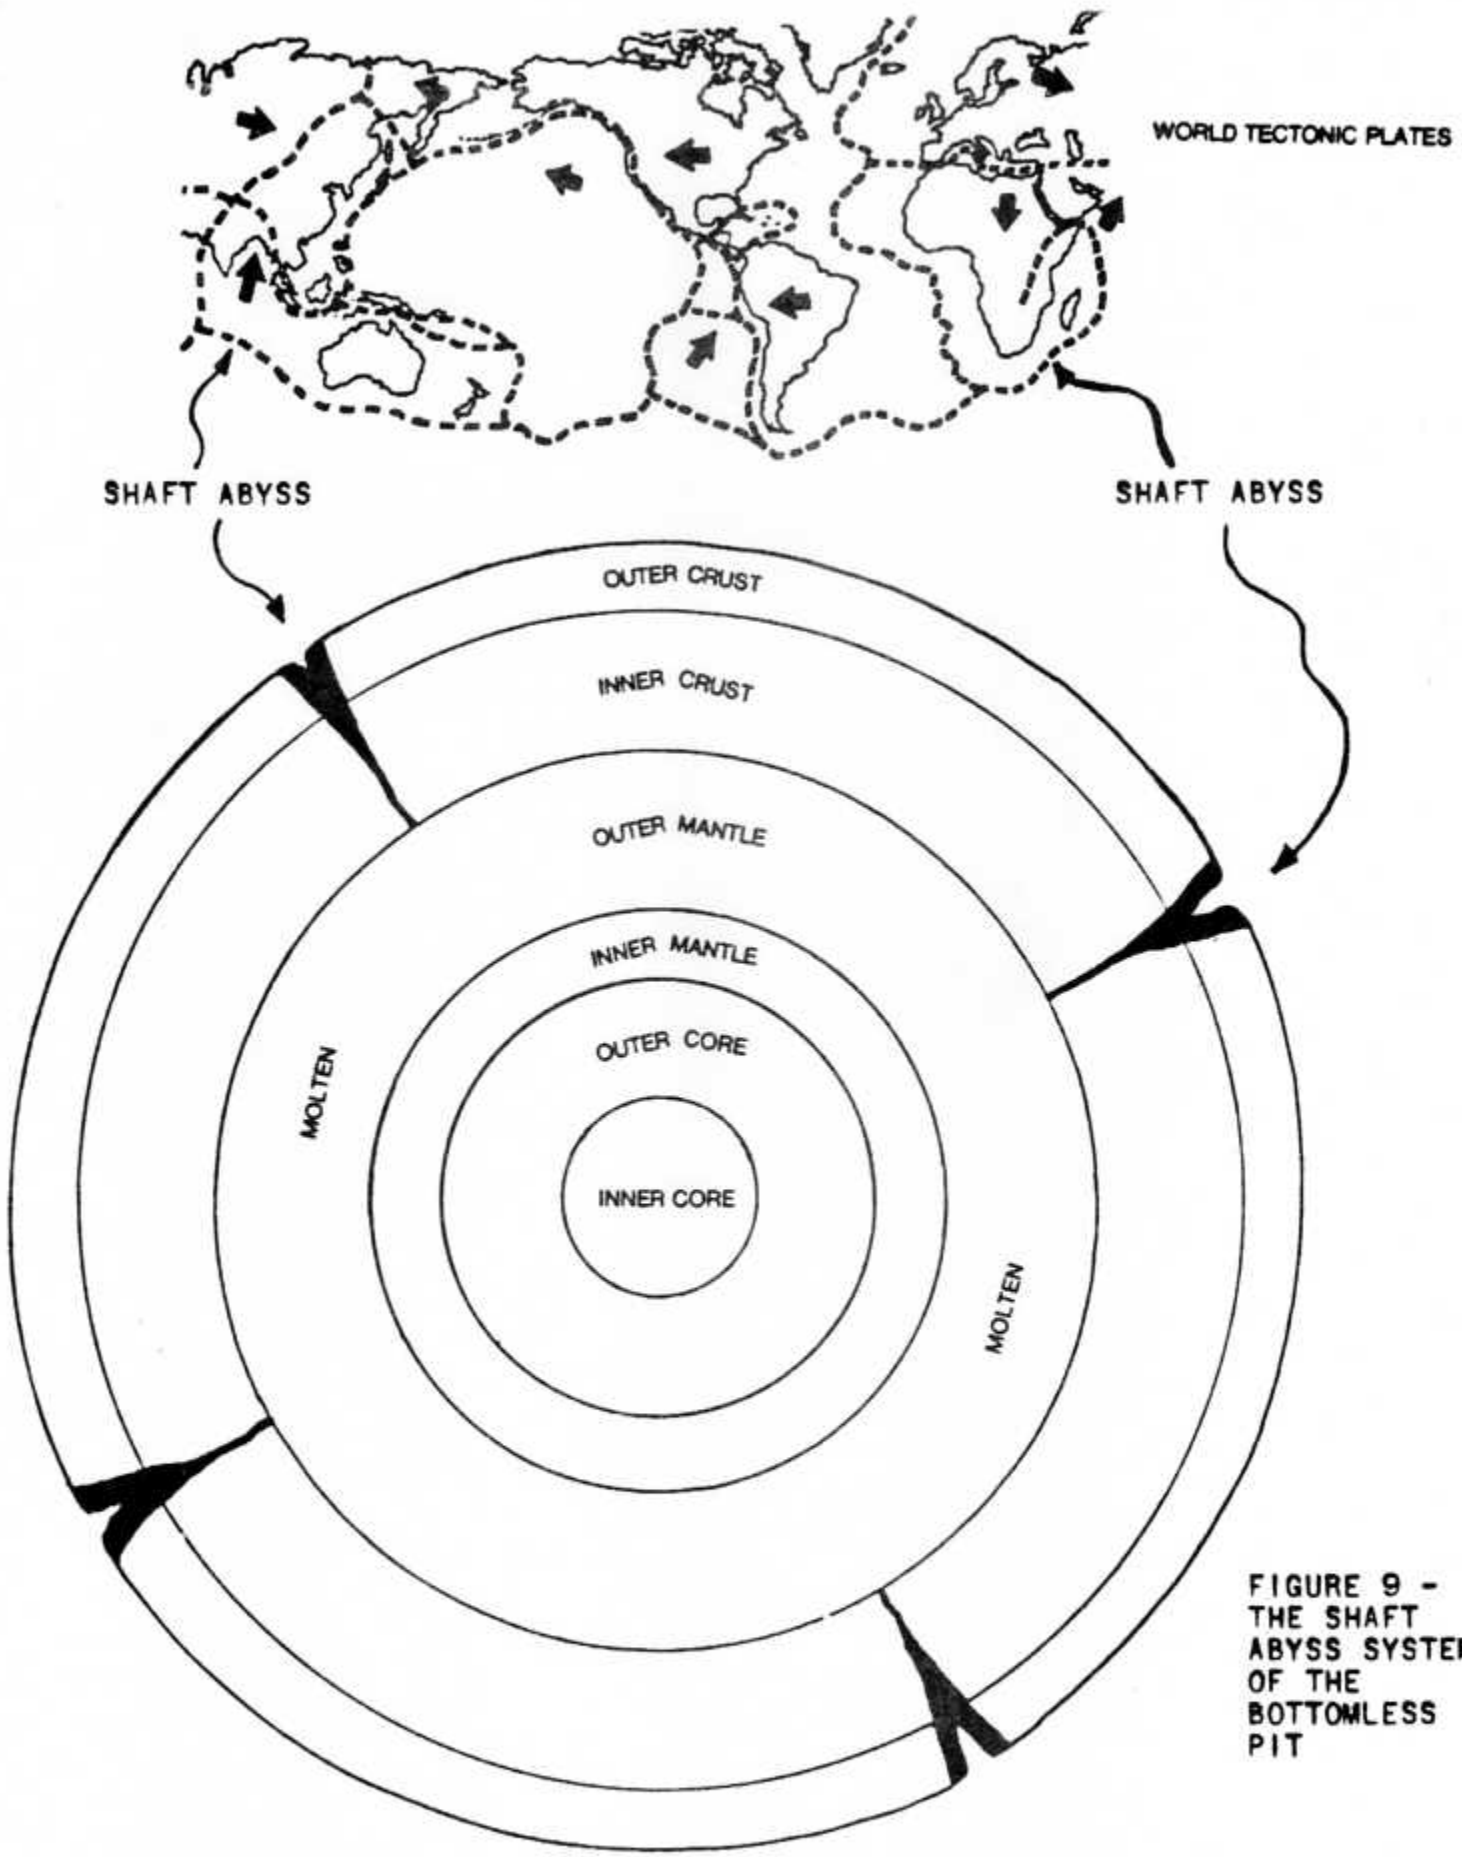 WORLD TECTONIC PLATES
SHAFT ABYSS
SHAFT ABYSS
OUTER CRUST
INNER CRUST
OUTER MANTLE
INNER MANTLE
OUTER CORE
MOLTEN
INNER CORE
MOLTEN
FIGURE 9 -
THE SHAFT
ABYSS SYSTE
OF THE
BOTTOMLESS
PIT